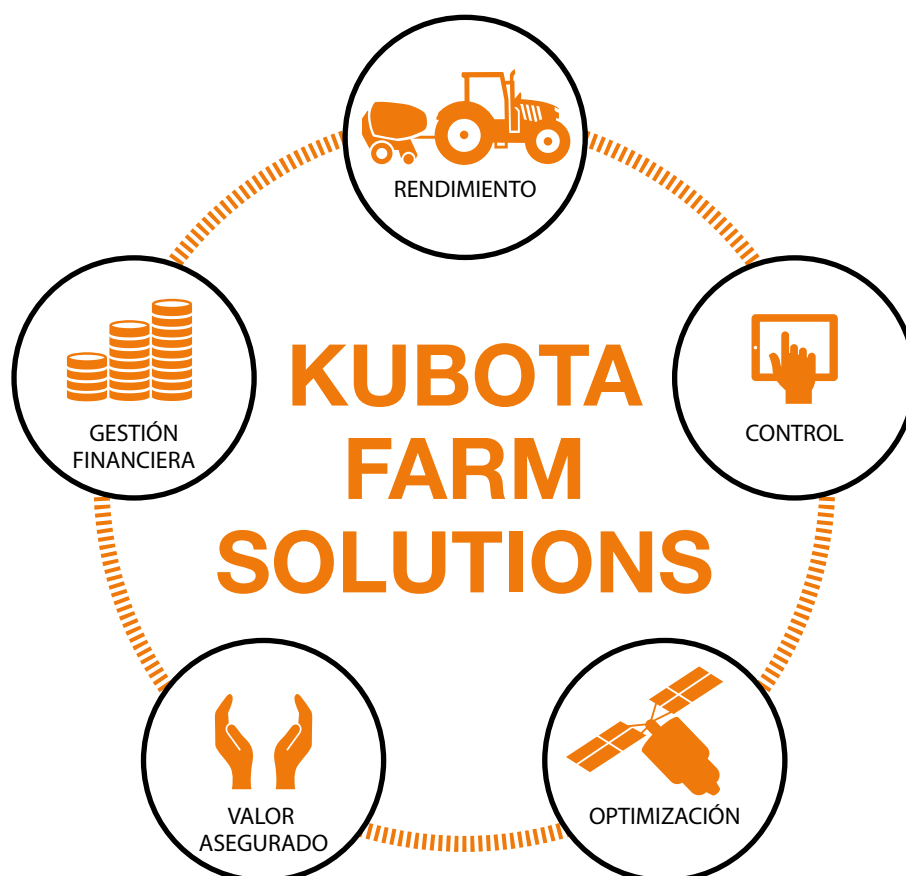 RENDIMIENTO
GESTIÓN
FINANCIERA
CONTROL
KUBOTA
FARM
SOLUTIONS
VALOR
ASEGURADO
OPTIMIZACIÓN